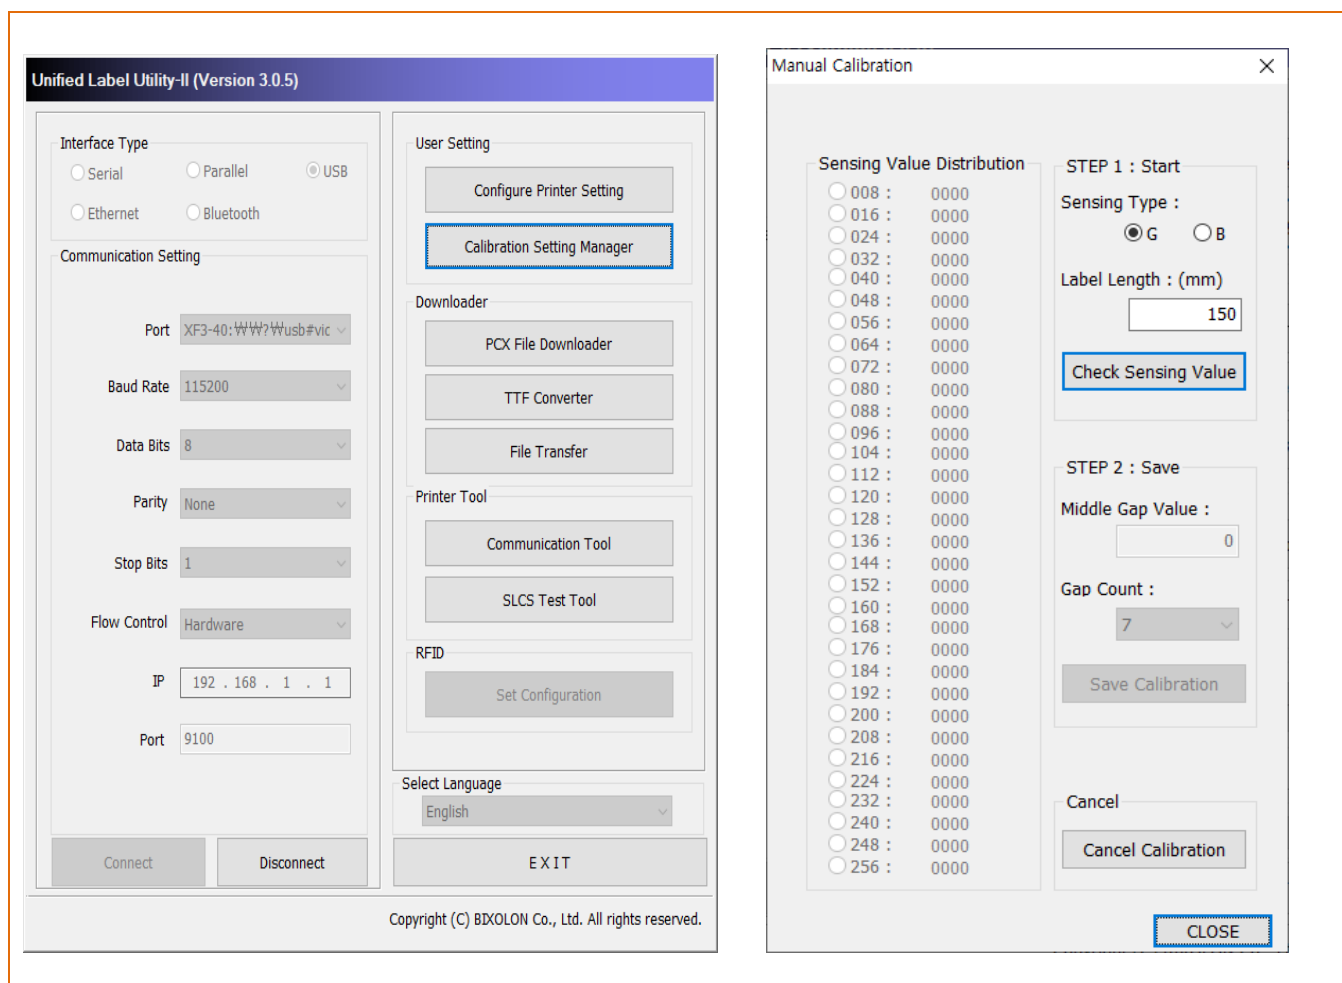 Unified Label Utility-II (Version 3.0.5)
Interface Type
Serial
Parallel
USB
Ethernet
Bluetooth
Communication Setting
Port
XF3-40:₩₩?₩usb#vic
Baud Rate
115200
Data Bits
8
Parity
None
Stop Bits
1
Flow Control
Hardware
IP
192 . 168 . 1 . 1
Port
9100
Connect
Disconnect
User Setting
Configure Printer Setting
Calibration Setting Manager
Downloader
PCX File Downloader
TTF Converter
File Transfer
Printer Tool
Communication Tool
SLCS Test Tool
RFID
Set Configuration
Select Language
English
EXIT
Copyright (C) BIXOLON Co., Ltd. All rights reserved.
Manual Calibration
Sensing Value Distribution
008 : 0000
016 : 0000
024 : 0000
032 : 0000
040 : 0000
048 : 0000
056 : 0000
064 : 0000
072 : 0000
080 : 0000
088 : 0000
096 : 0000
104 : 0000
112 : 0000
120 : 0000
128 : 0000
136 : 0000
144 : 0000
152 : 0000
160 : 0000
168 : 0000
176 : 0000
184 : 0000
192 : 0000
200 : 0000
208 : 0000
216 : 0000
224 : 0000
232 : 0000
240 : 0000
248 : 0000
256 : 0000
STEP 1 : Start
Sensing Type :
G
B
Label Length : (mm)
150
Check Sensing Value
STEP 2 : Save
Middle Gap Value :
0
Gap Count :
7
Save Calibration
Cancel
Cancel Calibration
CLOSE